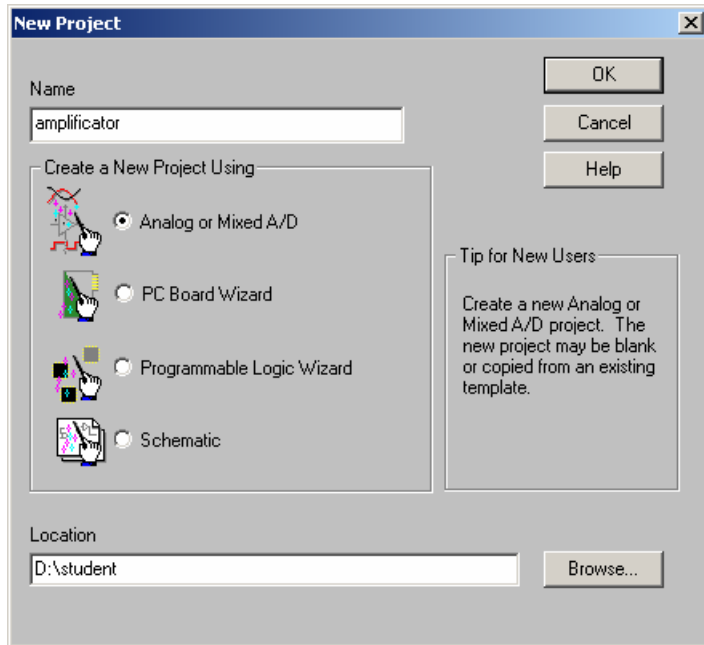 New Project
Name
amplificator
OK
Cancel
Help
Create a New Project Using
Analog or Mixed A/D
PC Board Wizard
Programmable Logic Wizard
Schematic
Tip for New Users
Create a new Analog or
Mixed A/D project. The
new project may be blank
or copied from an existing
template.
Location
D:\student
Browse...